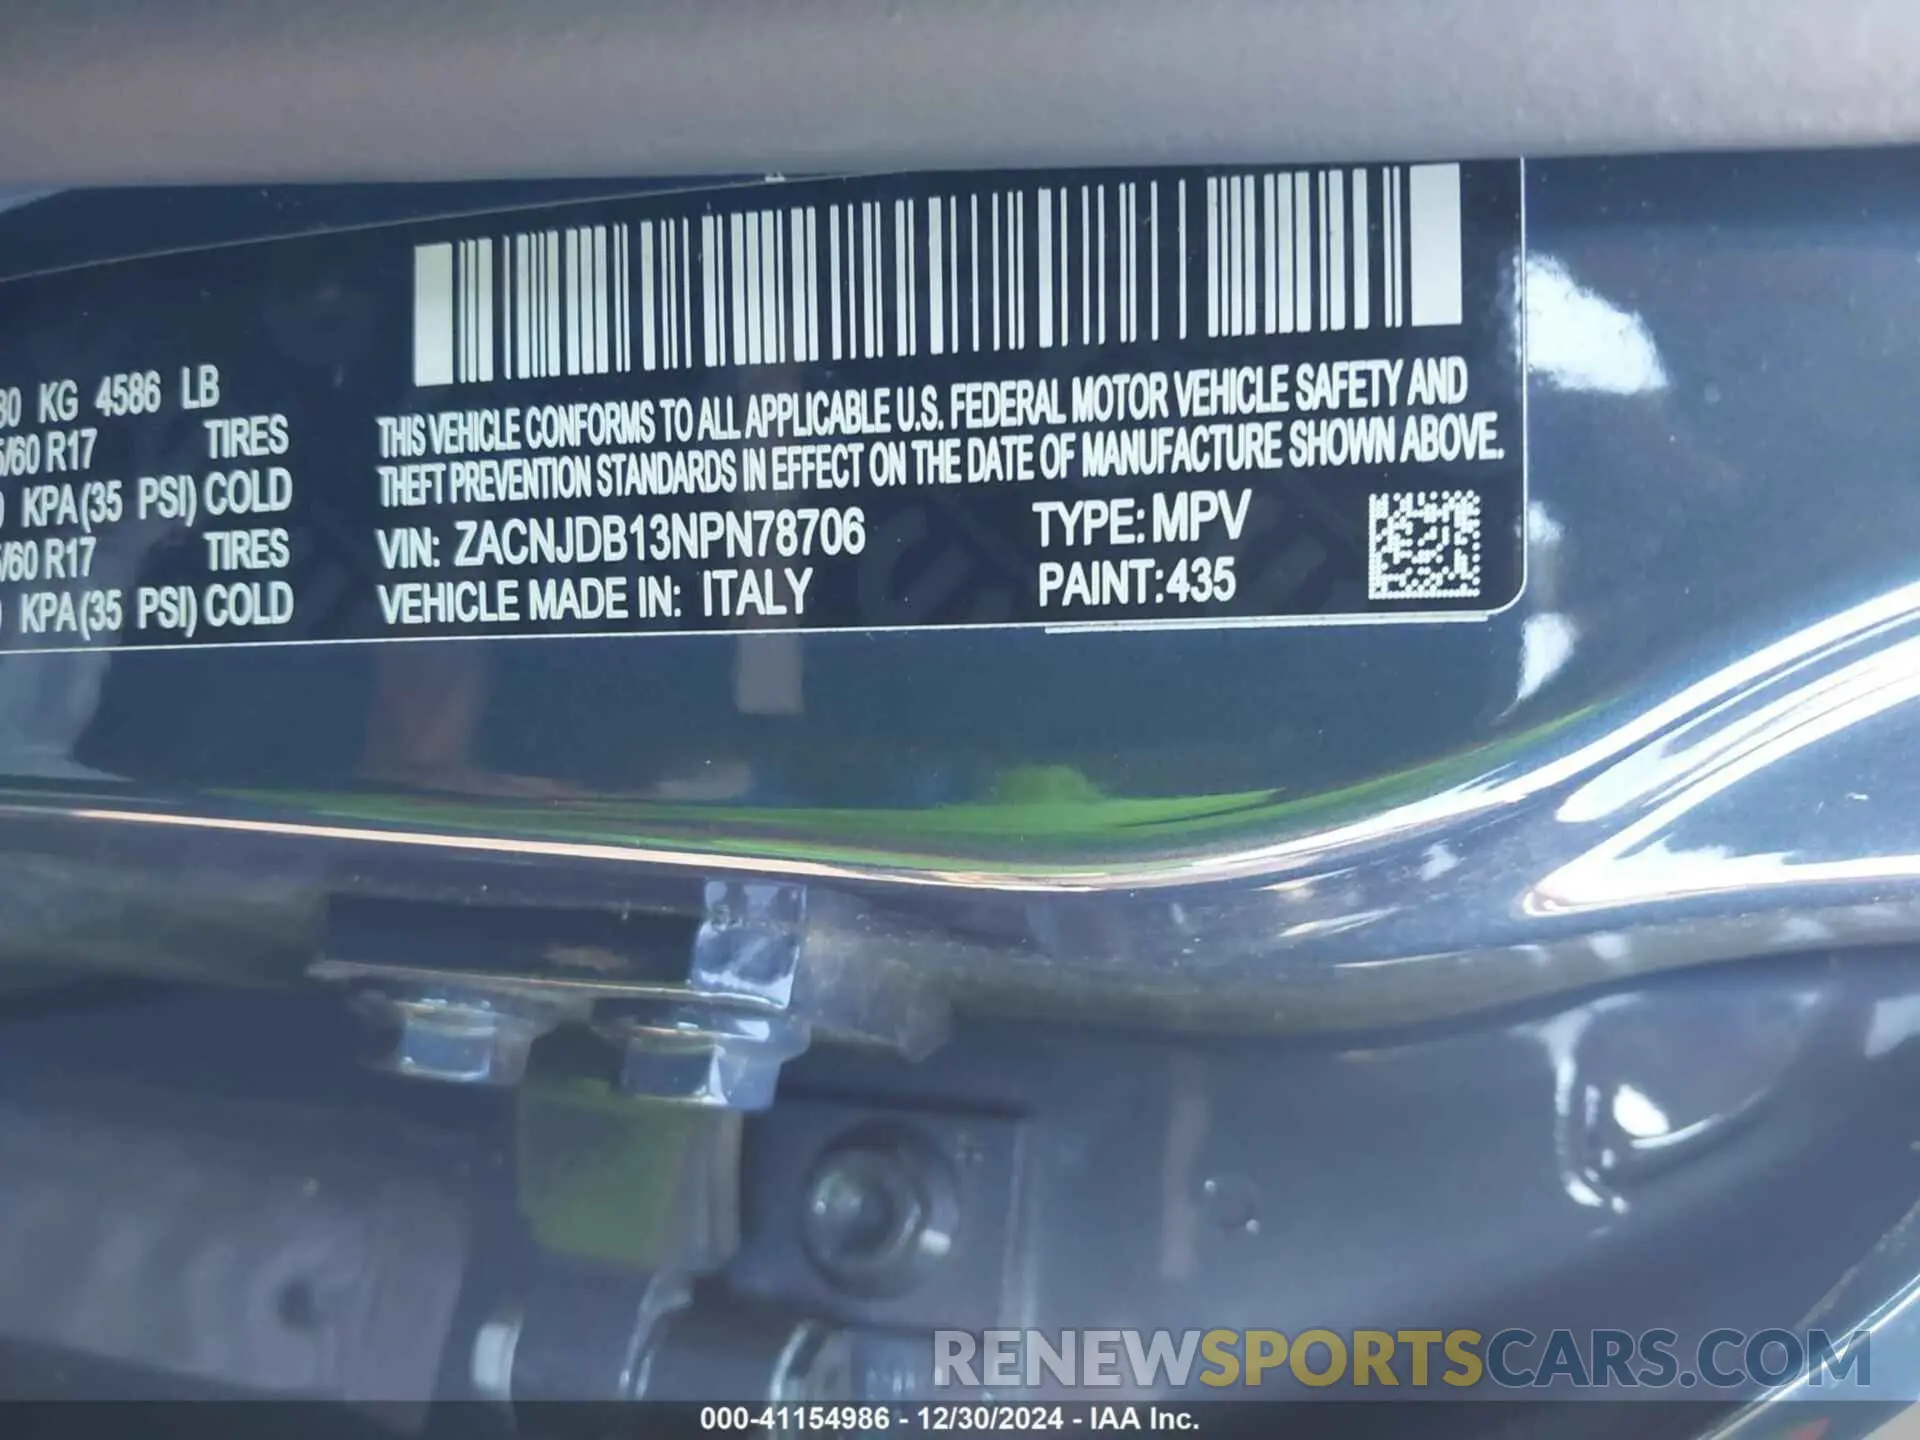 KG 4586 LB
/60 R17 TIRES
KPA(35 PSI) COLD
/60 R17 TIRES
KPA(35 PSI) COLD
THIS VEHICLE CONFORMS TO ALL APPLICABLE U.S. FEDERAL MOTOR VEHICLE SAFETY AND
THEFT PREVENTION STANDARDS IN EFFECT ON THE DATE OF MANUFACTURE SHOWN ABOVE.
VIN: ZACNJDB13NPN78706 TYPE: MPV
VEHICLE MADE IN: ITALY PAINT:435
RENEWSPORTSCARS.COM
000-41154986 - 12/30/2024 - IAA Inc.